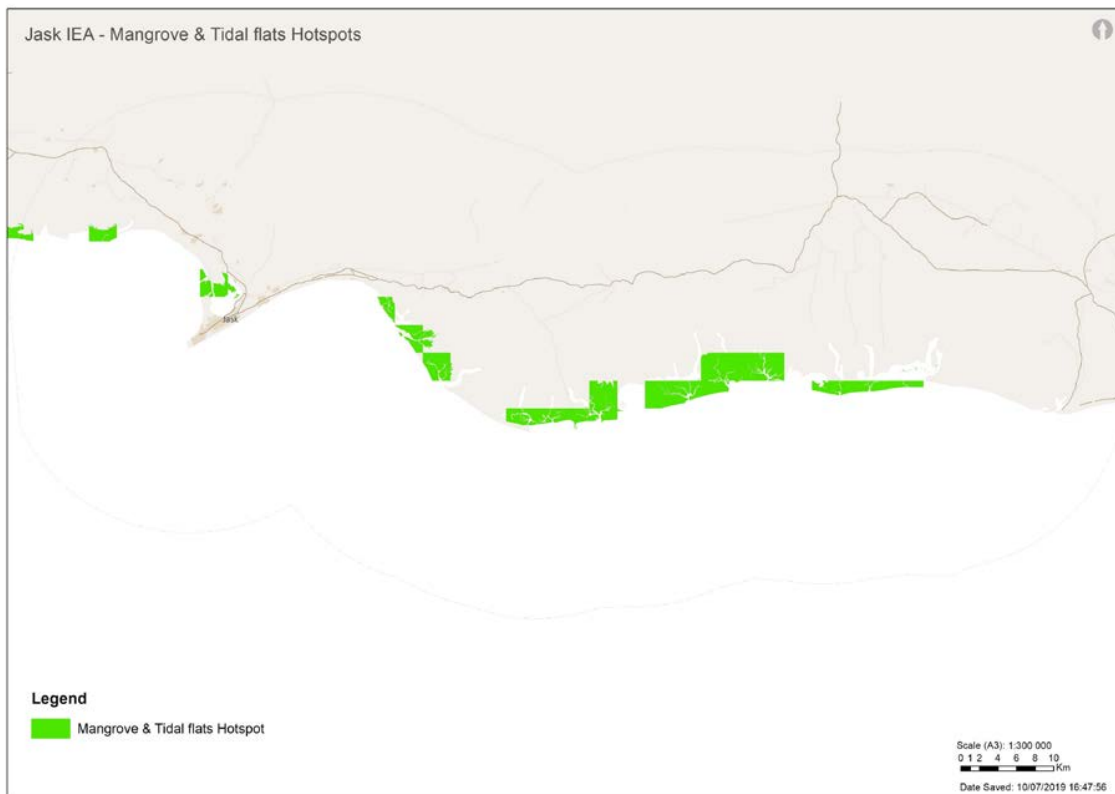 Jask IEA - Mangrove & Tidal flats Hotspots
Jask
Legend
Mangrove & Tidal flats Hotspot
Scale (A3): 1:300 000
0 1 2 4 6 8 10
Km
Date Saved: 10/07/2019 16:47:56